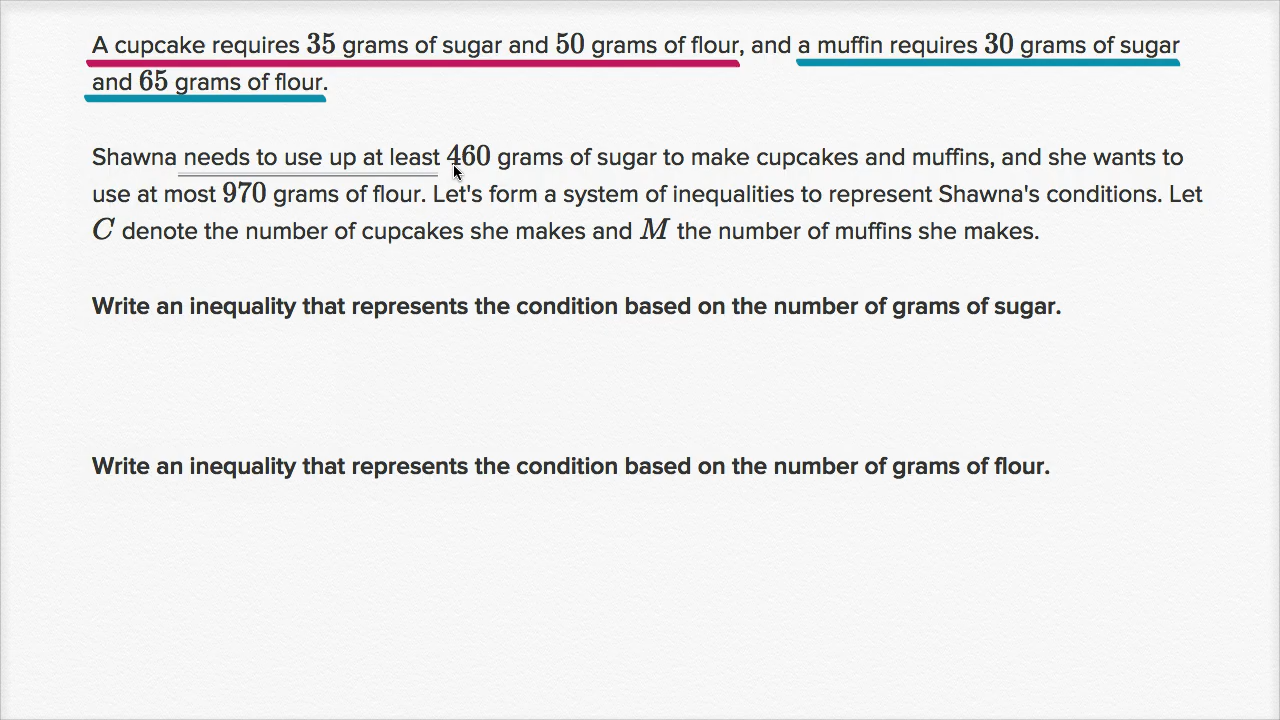 A cupcake requires 35 grams of sugar and 50 grams of flour, and a muffin requires 30 grams of sugar
and 65 grams of flour.
Shawna needs to use up at least 460 grams of sugar to make cupcakes and muffins, and she wants to
use at most 970 grams of flour. Let's form a system of inequalities to represent Shawna's conditions. Let
C denote the number of cupcakes she makes and M the number of muffins she makes.
Write an inequality that represents the condition based on the number of grams of sugar.
Write an inequality that represents the condition based on the number of grams of flour.